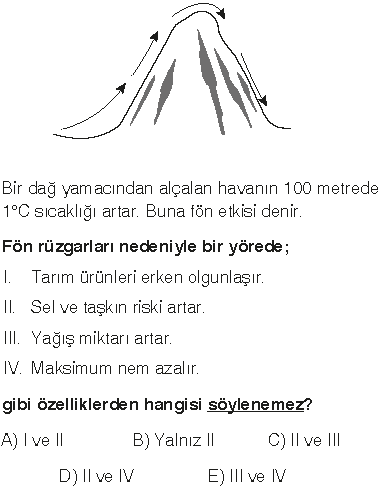 Bir dağ yamacından alçalan havanın 100 metrede
1°C sıcaklığı artar. Buna fön etkisi denir.
Fön rüzgarları nedeniyle bir yörede;
I. Tarım ürünleri erken olgunlaşır.
II. Sel ve taşkın riski artar.
III. Yağış miktarı artar.
IV. Maksimum nem azalır.
gibi özelliklerden hangisi söylenemez?
A) I ve II B) Yalnız II C) II ve III
D) II ve IV E) III ve IV